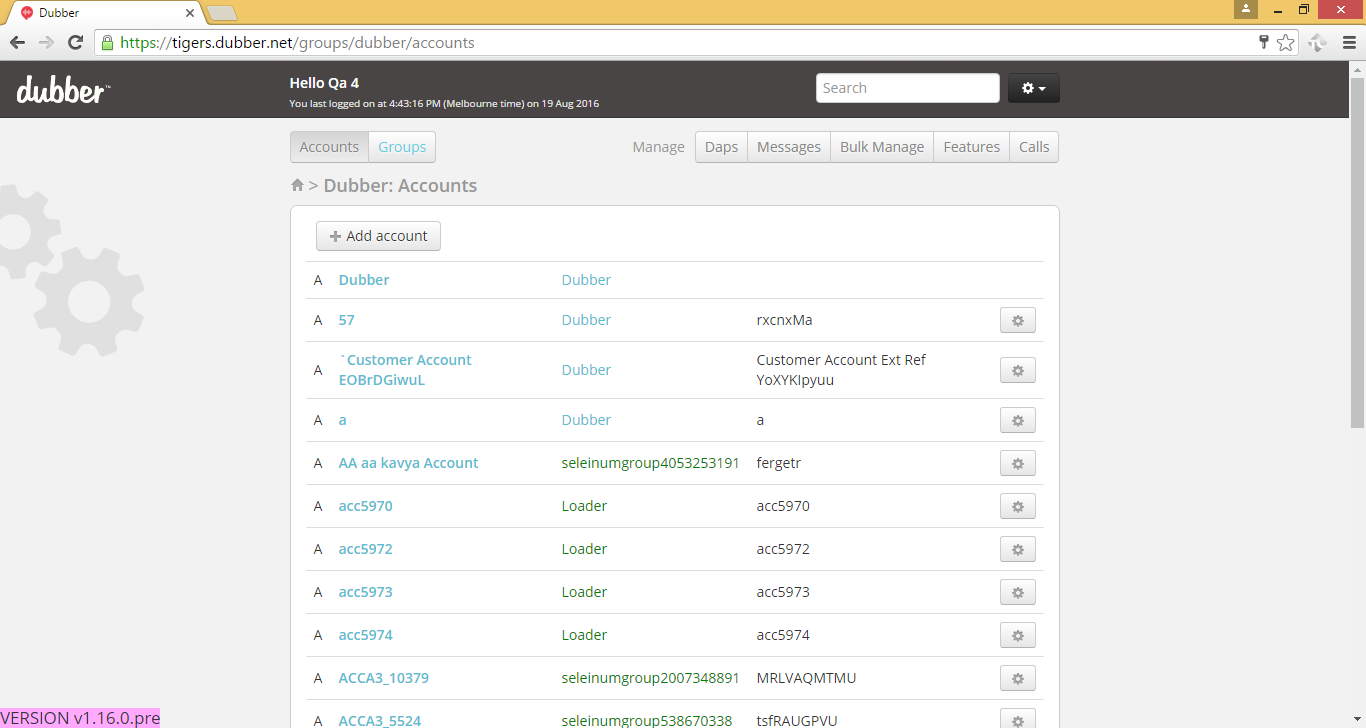 Dubber
https://tigers.dubber.net/groups/dubber/accounts
dubber™
Hello Qa 4
You last logged on at 4:43:16 PM (Melbourne time) on 19 Aug 2016
Search
Accounts Groups Manage Daps Messages Bulk Manage Features Calls
> Dubber: Accounts
+ Add account
A Dubber Dubber
A 57 Dubber rxcnxMa
A `Customer Account EOBrDGiwuL Dubber Customer Account Ext Ref YoXYKIpyuu
A a Dubber a
A AA aa kavya Account seleinumgroup4053253191 fergetr
A acc5970 Loader acc5970
A acc5972 Loader acc5972
A acc5973 Loader acc5973
A acc5974 Loader acc5974
A ACCA3_10379 seleinumgroup2007348891 MRLVAQMTMU
A ACCA3_5524 seleinumgroup538670338 tsfRAUGPVU
VERSION v1.16.0.pre